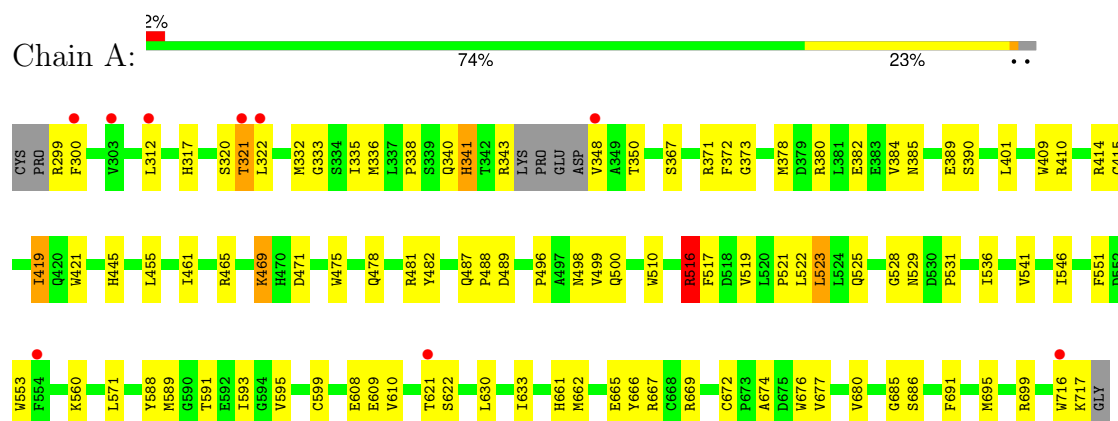 2%
Chain A:
74% 23% • •
CYS PRO R299 F300 V303 L312 H317 S320 T321 L322 M332 G333 S334 I335 M336 L337 P338 S339 Q340 H341 T342 R343 LYS PRO GLU ASP V348 A349 T350 S367 R371 F372 G373 M378 D379 R380 L381 E382 E383 V384 N385 E389 S390 L401 W409 R410 R414 C415
I419 Q420 W421 H445 L455 I461 R465 K469 H470 D471 W475 Q478 R481 Y482 Q487 P488 D489 P496 A497 N498 V499 Q500 W510 R516 F517 D518 V519 L520 P521 L522 L523 L524 Q525 G528 N529 D530 P531 I536 V541 I546 F551 D552
W553 F554 K560 L571 Y588 M589 G590 T591 E592 I593 G594 V595 C599 E608 E609 V610 T621 S622 L630 I633 H661 M662 E665 Y666 R667 C668 R669 C672 P673 A674 D675 W676 V677 V680 G685 S686 F691 M695 R699 W716 K717 GLY